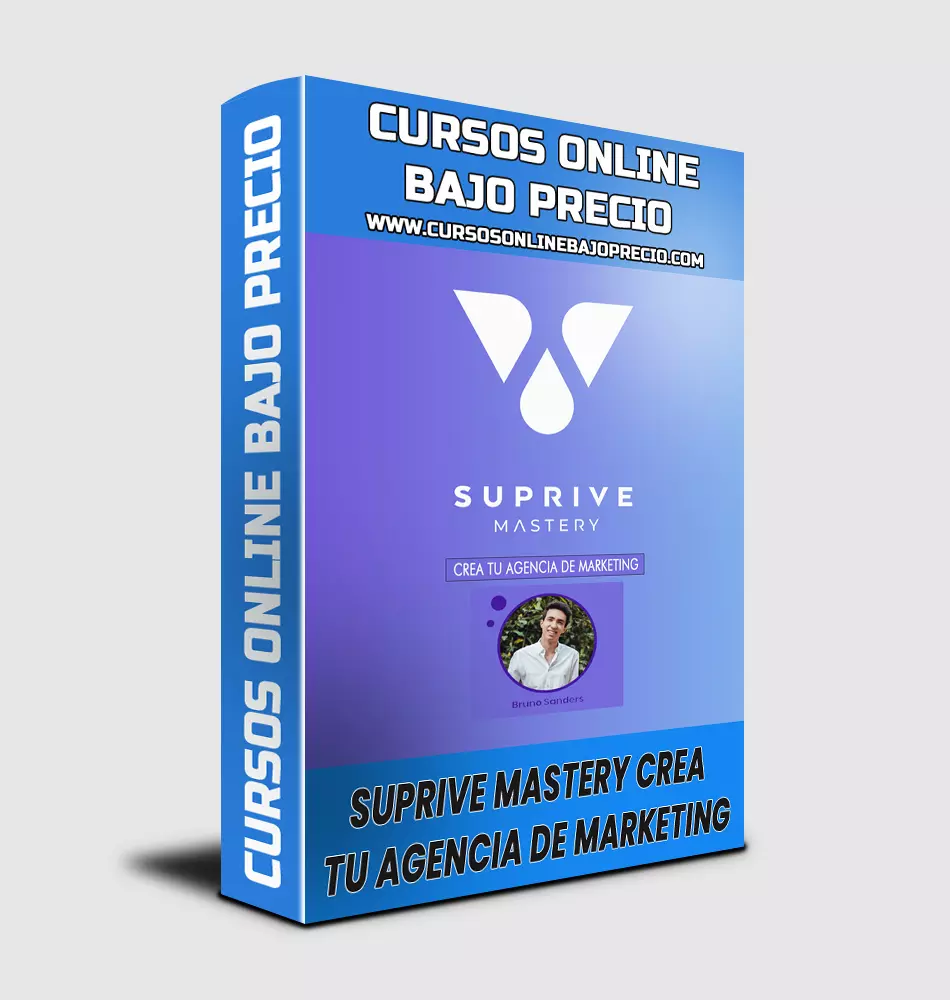 CURSOS ONLINE BAJO PRECIO
CURSOS ONLINE
BAJO PRECIO
WWW.CURSOSONLINEBAJOPRECIO.COM
SUPRIVE
MASTERY
CREA TU AGENCIA DE MARKETING
Bruno Sanders
SUPRIVE MASTERY CREA
TU AGENCIA DE MARKETING